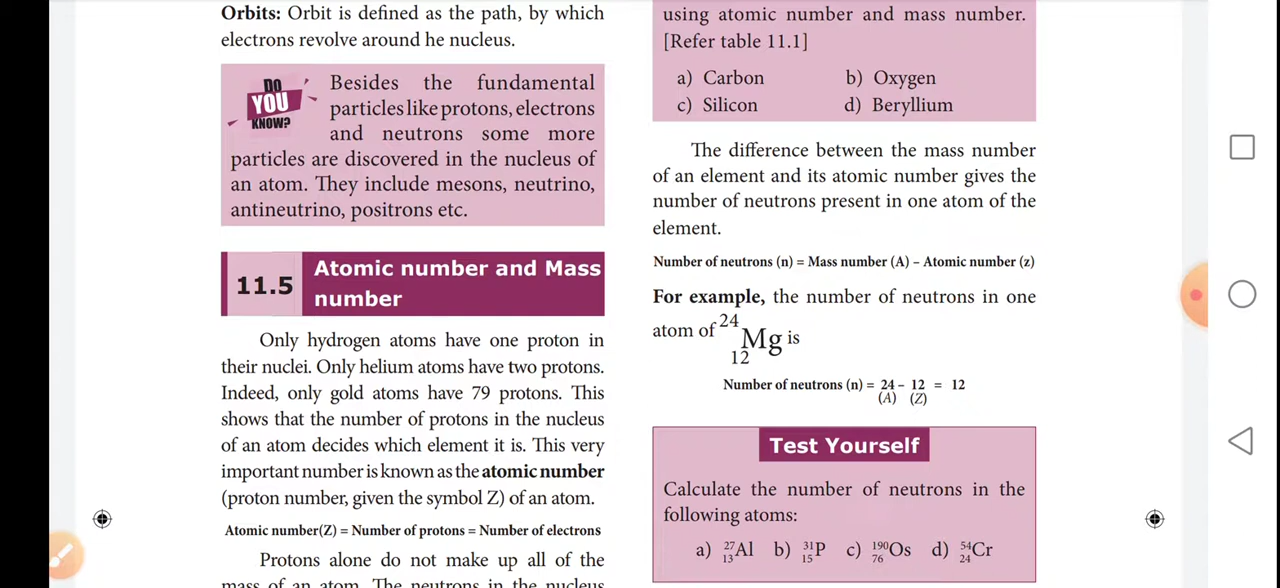 Orbits: Orbit is defined as the path, by which
electrons revolve around he nucleus.
DO
YOU
KNOW?
Besides the fundamental
particles like protons, electrons
and neutrons some more
particles are discovered in the nucleus of
an atom. They include mesons, neutrino,
antineutrino, positrons etc.
11.5
Atomic number and Mass
number
Only hydrogen atoms have one proton in
their nuclei. Only helium atoms have two protons.
Indeed, only gold atoms have 79 protons. This
shows that the number of protons in the nucleus
of an atom decides which element it is. This very
important number is known as the atomic number
(proton number, given the symbol Z) of an atom.
Atomic number(Z) = Number of protons = Number of electrons
Protons alone do not make up all of the
mass of an atom. The neutrons in the nucleus
using atomic number and mass number.
[Refer table 11.1]
a) Carbon b) Oxygen
c) Silicon d) Beryllium
The difference between the mass number
of an element and its atomic number gives the
number of neutrons present in one atom of the
element.
Number of neutrons (n) = Mass number (A) – Atomic number (z)
For example, the number of neutrons in one
atom of ²⁴₁₂Mg is
Number of neutrons (n) = 24 – 12 = 12
(A) (Z)
Test Yourself
Calculate the number of neutrons in the
following atoms:
a) ²⁷₁₃Al b) ³¹₁₅P c) ¹⁹⁰₇₆Os d) ⁵⁴₂₄Cr